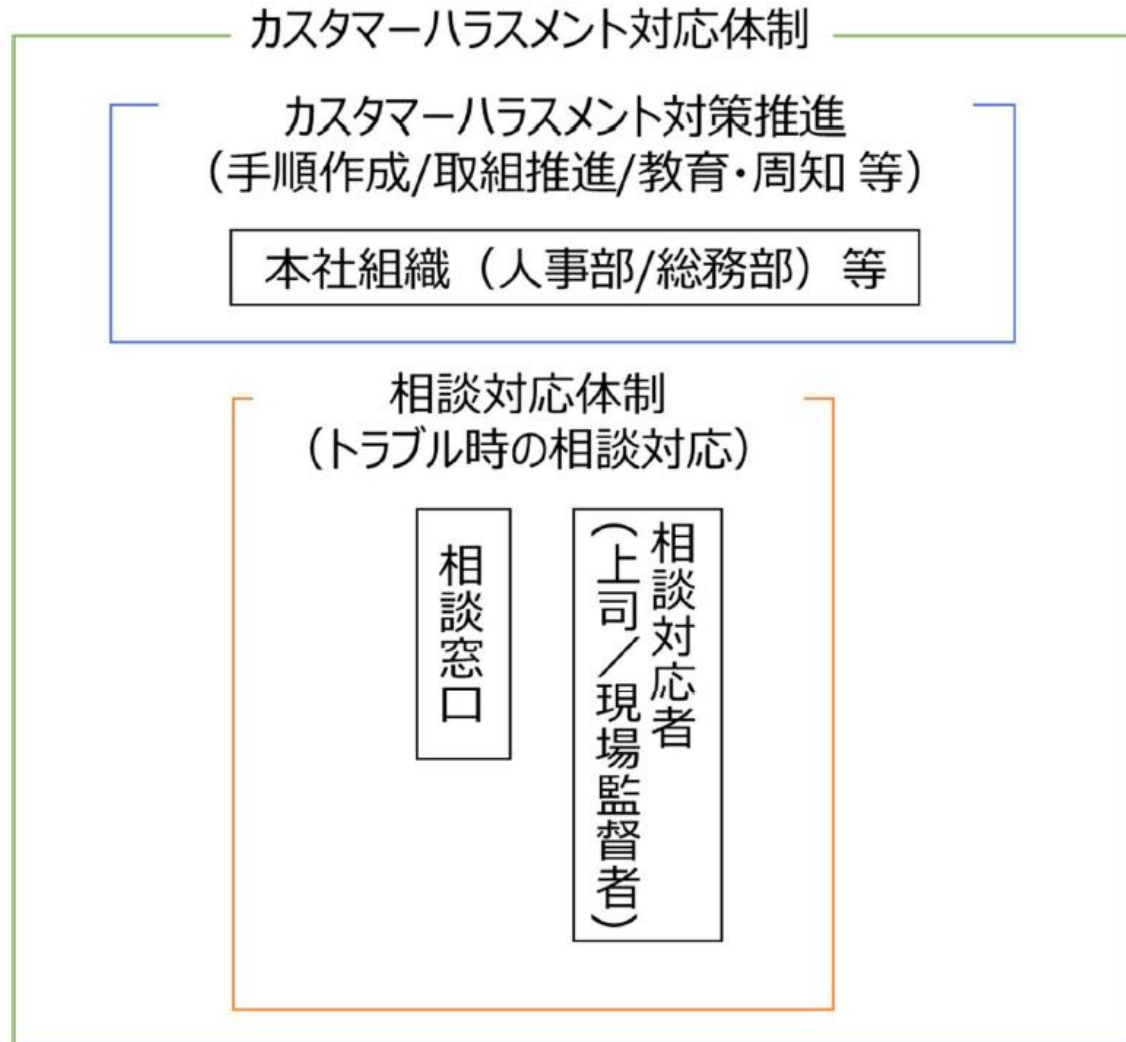 カスタマーハラスメント対応体制
カスタマーハラスメント対策推進
（手順作成/取組推進/教育・周知 等）
本社組織（人事部/総務部）等
相談対応体制
（トラブル時の相談対応）
相談窓口
相談対応者
（上司／現場監督者）